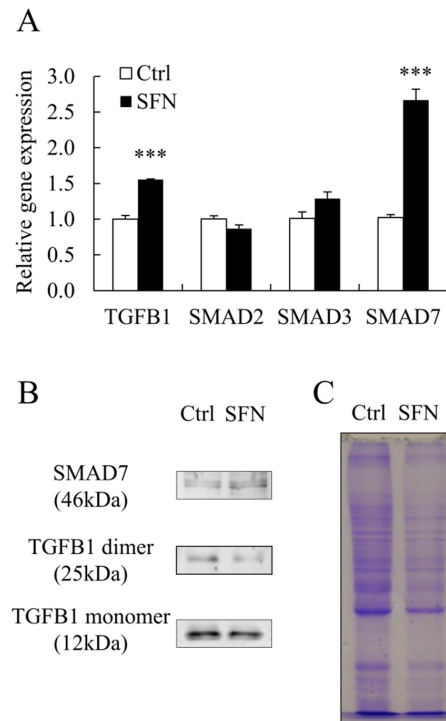 A
Relative gene expression
3.0
2.5
2.0
1.5
1.0
0.5
0.0
Ctrl
SFN
***
***
TGFB1 SMAD2 SMAD3 SMAD7
B
Ctrl SFN
SMAD7
(46kDa)
TGFB1 dimer
(25kDa)
TGFB1 monomer
(12kDa)
C
Ctrl SFN